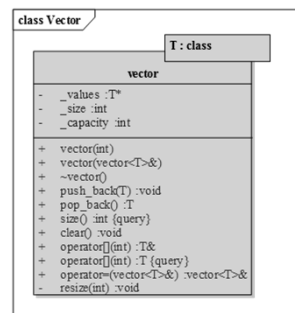 class Vector
T : class
vector
- _values :T*
- _size :int
- _capacity :int
+ vector(int)
+ vector(vector<T>&)
+ ~vector()
+ push_back(T) :void
+ pop_back() :T
+ size() :int {query}
+ clear() :void
+ operator[](int) :T&
+ operator[](int) :T {query}
+ operator=(vector<T>&) :vector<T>&
- resize(int) :void